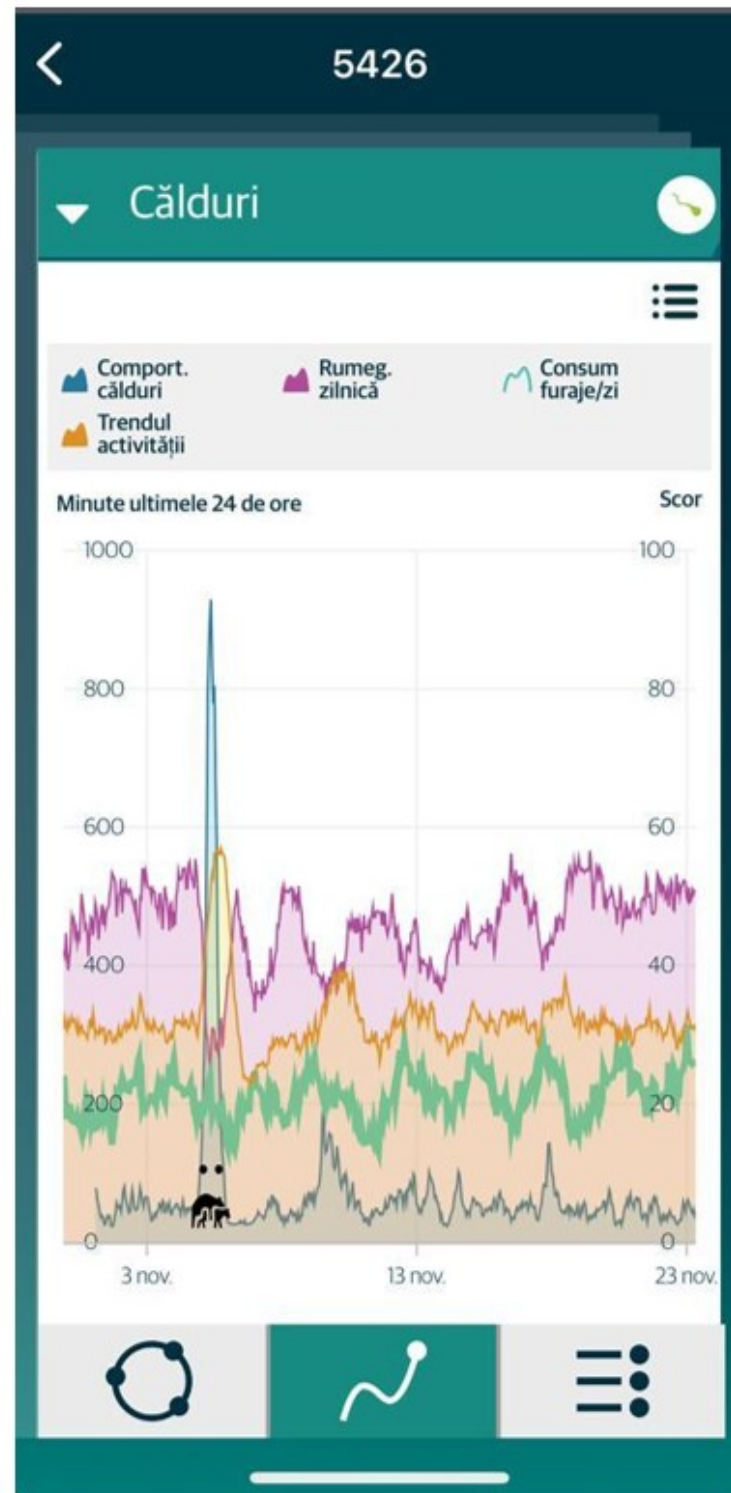 5426
Călduri
Comport. călduri
Rumeg. zilnică
Consum furaje/zi
Trendul activității
Minute ultimele 24 de ore
Scor
1000
100
800
80
600
60
400
40
200
20
0
0
3 nov.
13 nov.
23 nov.